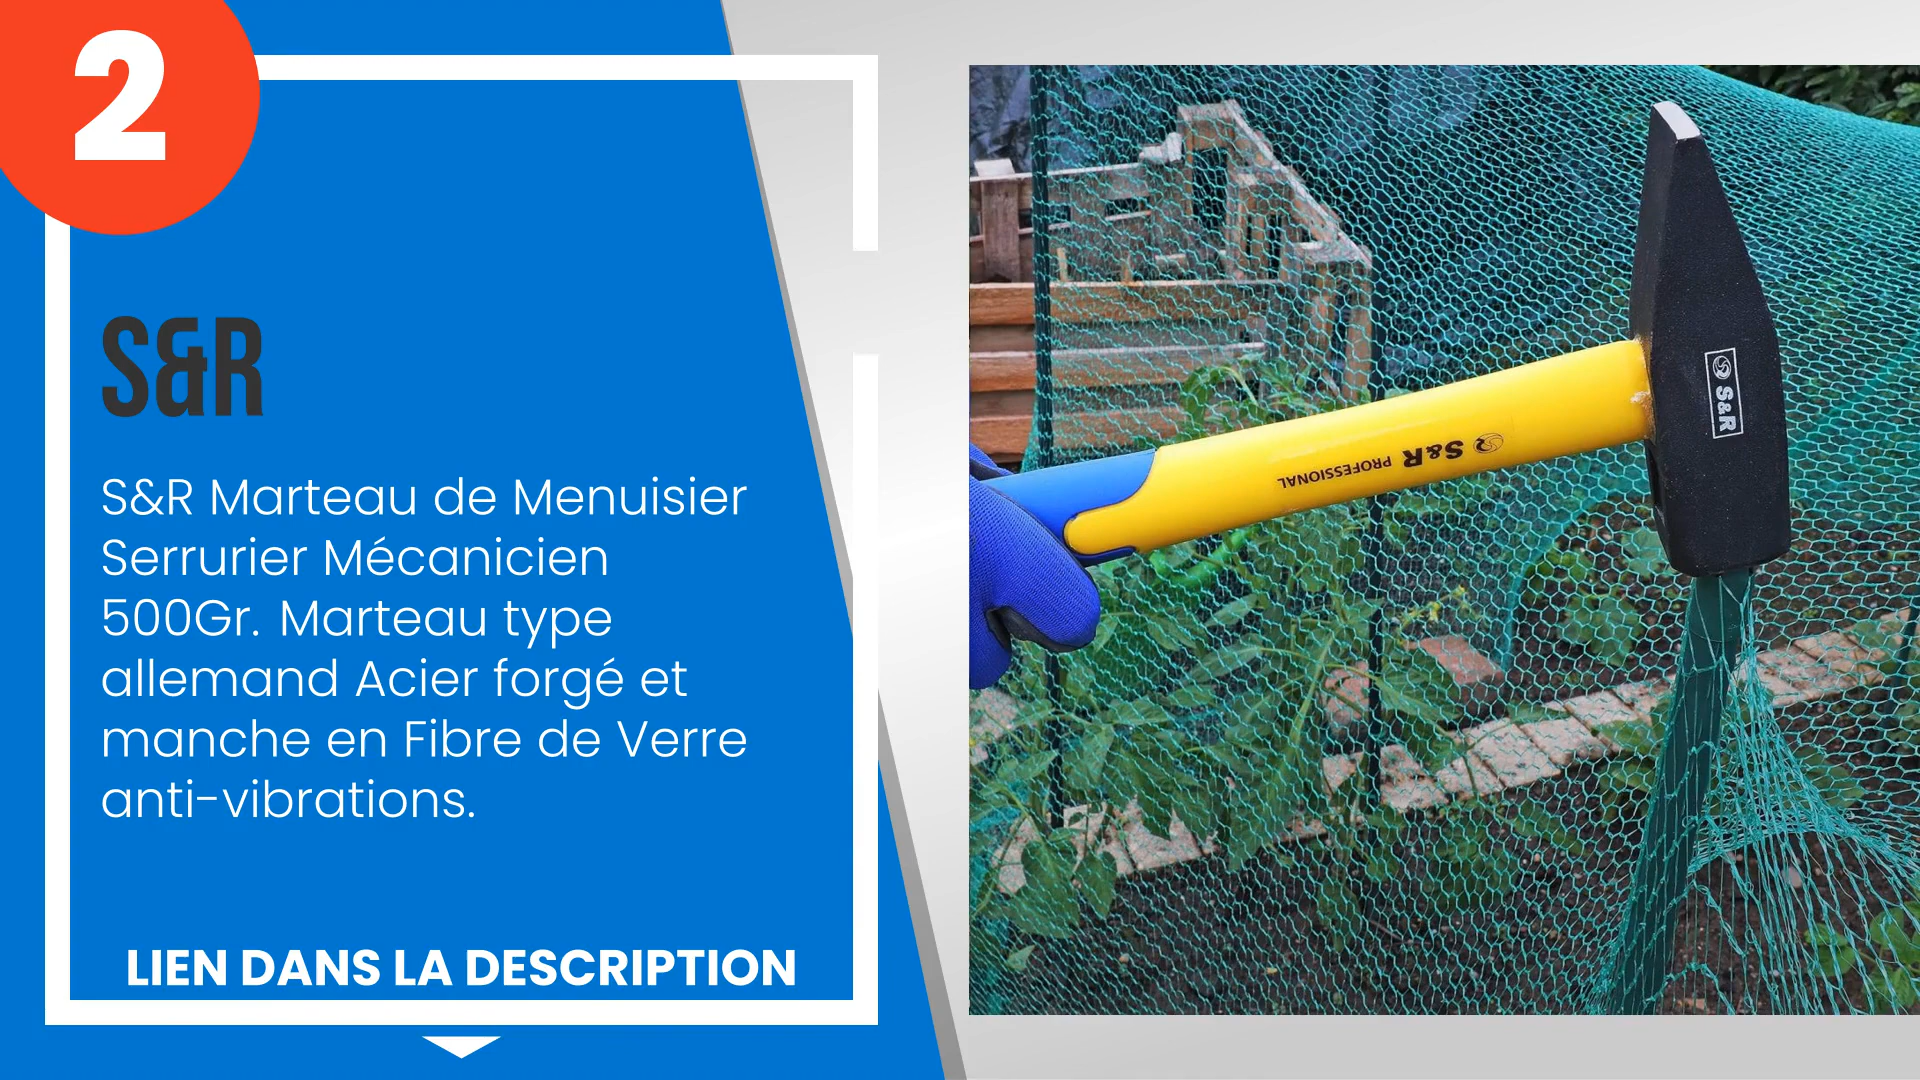 2
S&R
S&R Marteau de Menuisier
Serrurier Mécanicien
500Gr. Marteau type
allemand Acier forgé et
manche en Fibre de Verre
anti-vibrations.
LIEN DANS LA DESCRIPTION
S&R PROFESSIONAL
S&R